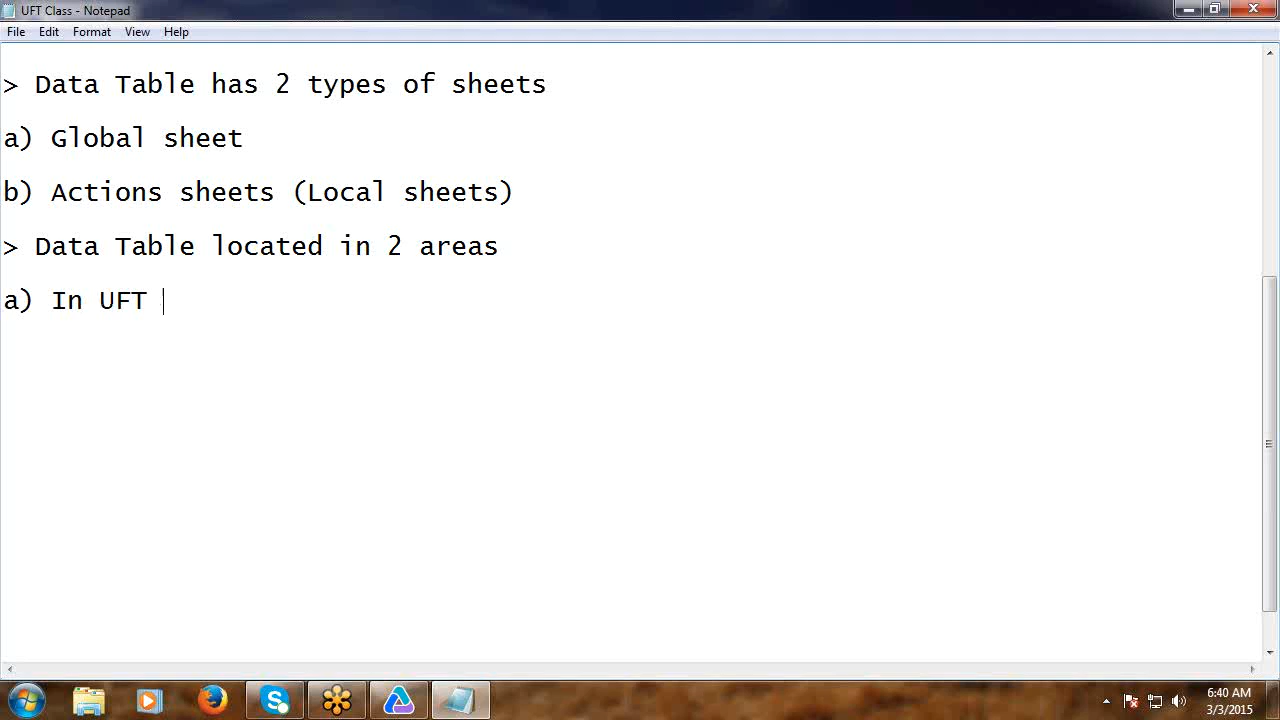 UFT Class - Notepad
File Edit Format View Help
> Data Table has 2 types of sheets
a) Global sheet
b) Actions sheets (Local sheets)
> Data Table located in 2 areas
a) In UFT
6:40 AM
3/3/2015